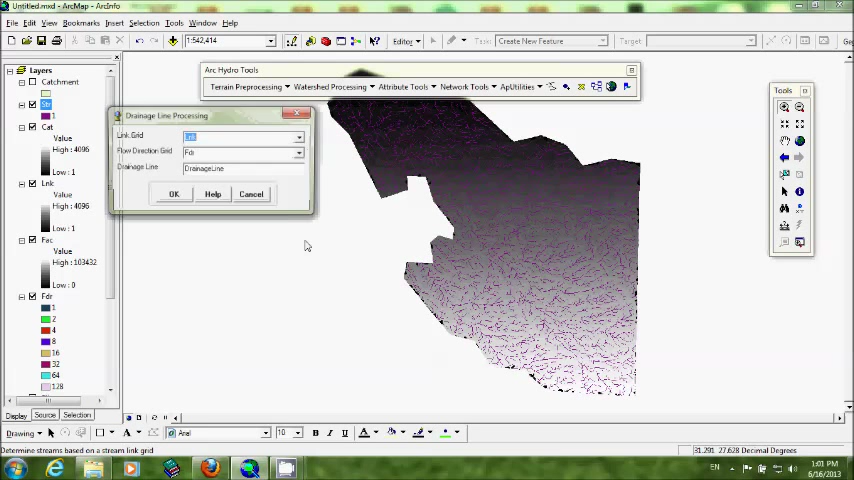 Untitled.mxd - ArcMap - ArcInfo
File Edit View Bookmarks Insert Selection Tools Window Help
1:542,414
Editor
Task: Create New Feature
Target:
Layers
Catchment
Str
1
Cat
Value
High : 4096
Low : 1
Lnk
Value
High : 4096
Low : 1
Fac
Value
High : 103432
Low : 0
Fdr
1
2
4
8
16
32
64
128
Arc Hydro Tools
Terrain Preprocessing Watershed Processing Attribute Tools Network Tools ApUtilities
Drainage Line Processing
Link Grid Lnk
Flow Direction Grid Fdr
Drainage Line DrainageLine
OK Help Cancel
Tools
Display Source Selection
Drawing Arial 10 B I U A
Determine streams based on a stream link grid
31.291 27.628 Decimal Degrees
EN
1:01 PM
6/16/2013